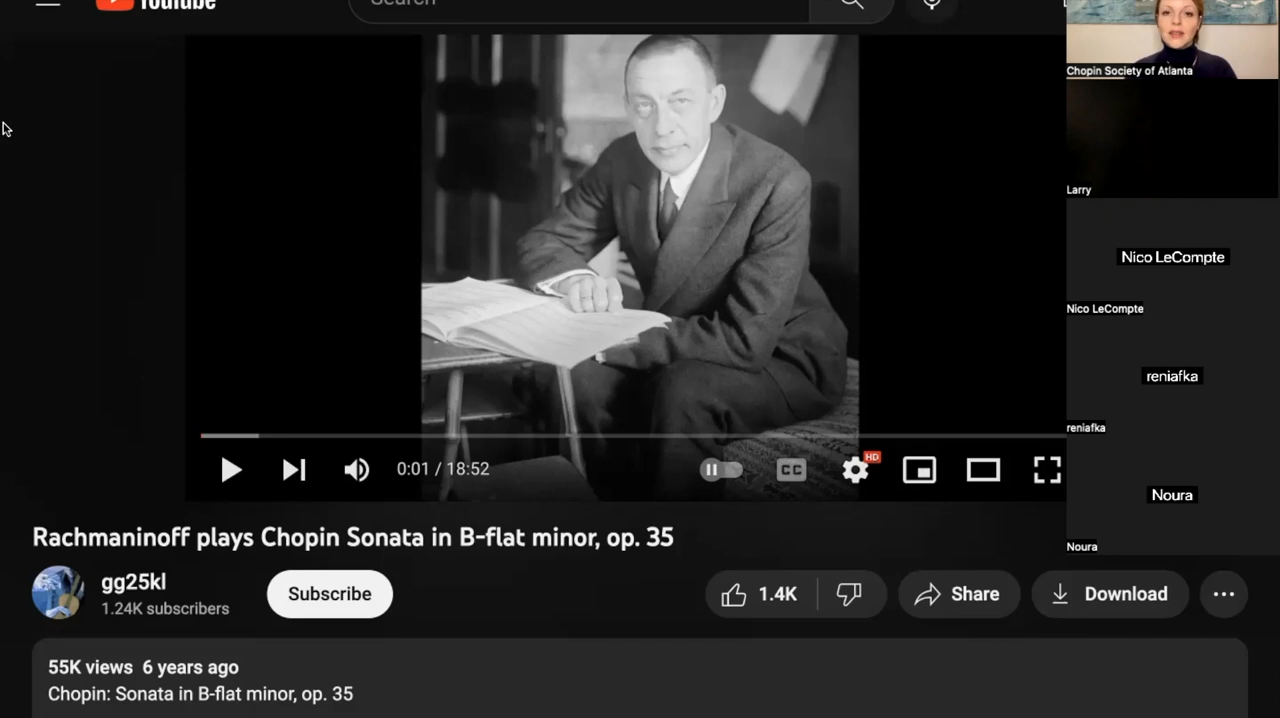 YouTube
Search
Chopin Society of Atlanta
Larry
Nico LeCompte
Nico LeCompte
reniafka
reniafka
Noura
Noura
0:01 / 18:52
CC
HD
Rachmaninoff plays Chopin Sonata in B-flat minor, op. 35
gg25kl
1.24K subscribers
Subscribe
1.4K
Share
Download
55K views 6 years ago
Chopin: Sonata in B-flat minor, op. 35